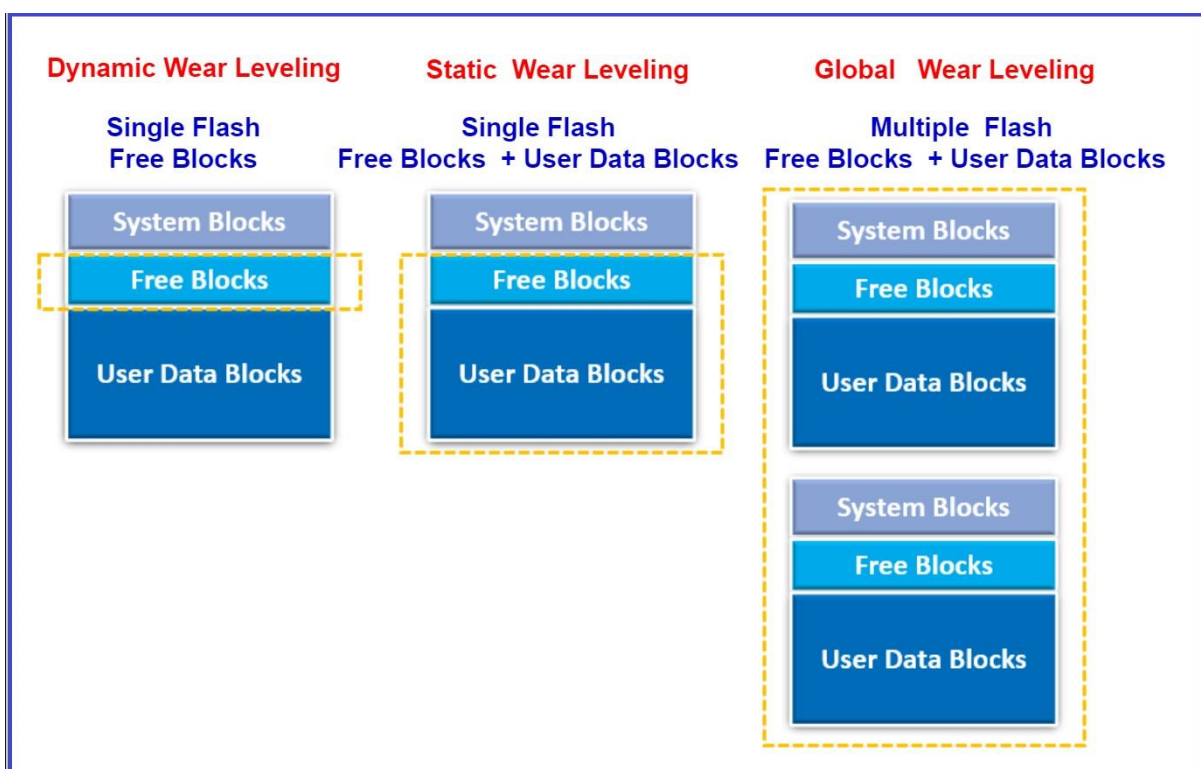 Dynamic Wear Leveling
Single Flash
Free Blocks
System Blocks
Free Blocks
User Data Blocks
Static Wear Leveling
Single Flash
Free Blocks + User Data Blocks
System Blocks
Free Blocks
User Data Blocks
Global Wear Leveling
Multiple Flash
Free Blocks + User Data Blocks
System Blocks
Free Blocks
User Data Blocks
System Blocks
Free Blocks
User Data Blocks